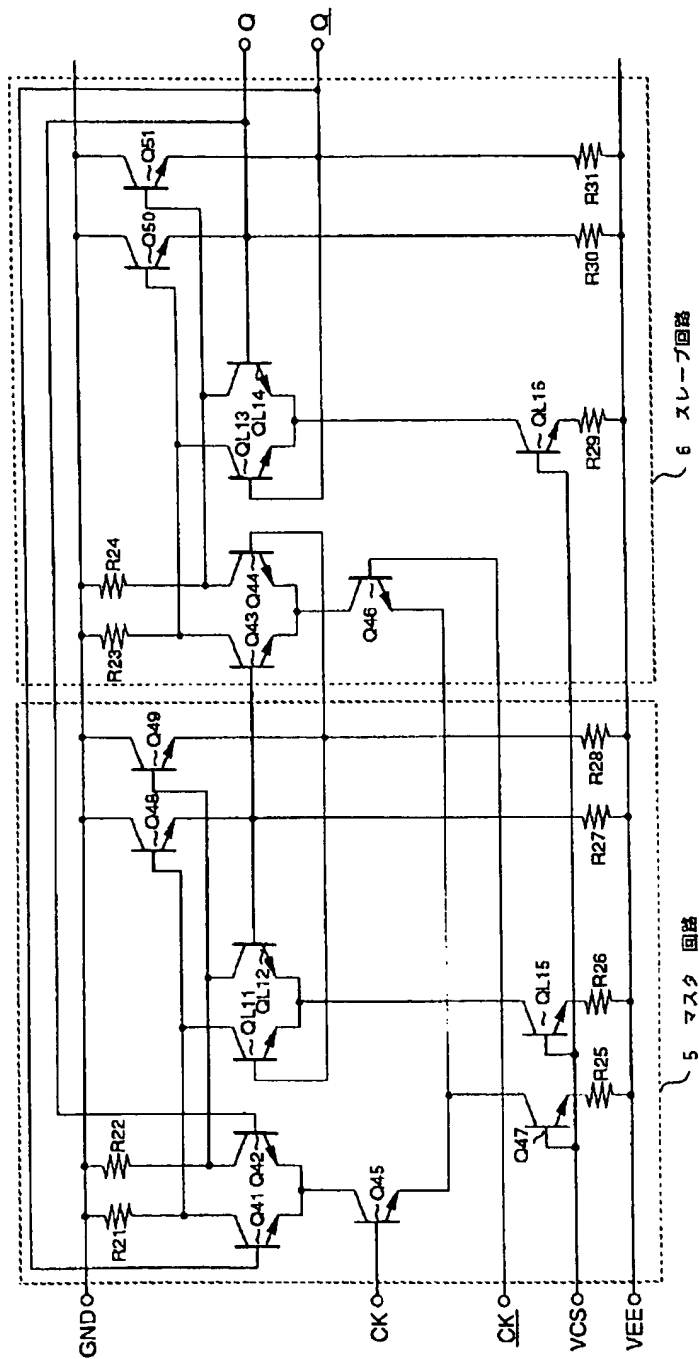 GND
CK
CK
VCS
VEE
R21
R22
Q41
Q42
Q45
QL11
QL12
Q47
QL15
R25
R26
Q48
Q49
R27
R28
R23
R24
Q43
Q44
Q46
QL13
QL14
QL16
R29
Q50
Q51
R30
R31
Q
Q
5 マスタ 回路
6 スレーブ回路